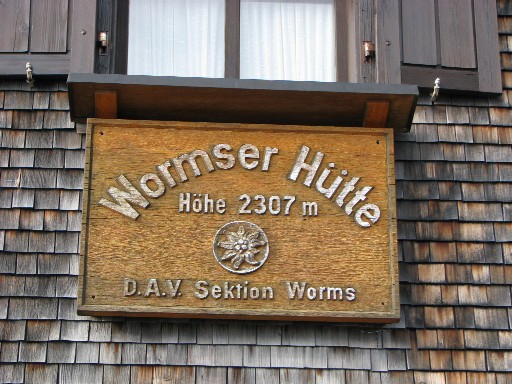 Wormser Hütte
Höhe 2307 m
D.A.V. Sektion Worms